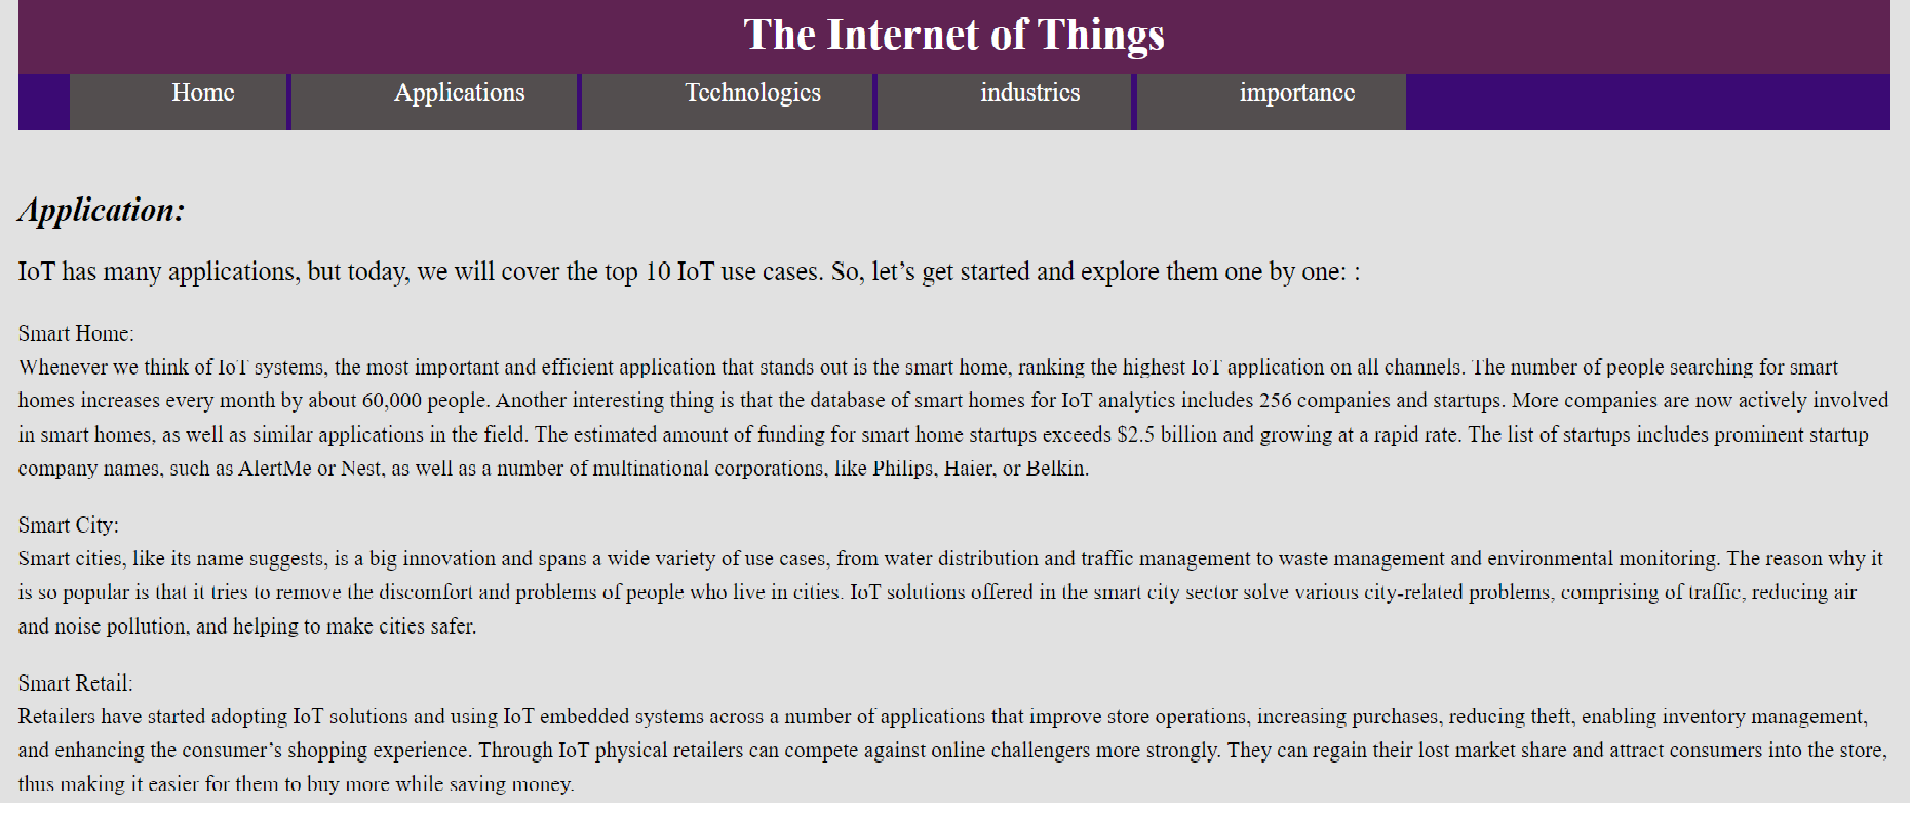 The Internet of Things
Home Applications Technologies industries importance
Application:
IoT has many applications, but today, we will cover the top 10 IoT use cases. So, let’s get started and explore them one by one: :
Smart Home:
Whenever we think of IoT systems, the most important and efficient application that stands out is the smart home, ranking the highest IoT application on all channels. The number of people searching for smart
homes increases every month by about 60,000 people. Another interesting thing is that the database of smart homes for IoT analytics includes 256 companies and startups. More companies are now actively involved
in smart homes, as well as similar applications in the field. The estimated amount of funding for smart home startups exceeds $2.5 billion and growing at a rapid rate. The list of startups includes prominent startup
company names, such as AlertMe or Nest, as well as a number of multinational corporations, like Philips, Haier, or Belkin.
Smart City:
Smart cities, like its name suggests, is a big innovation and spans a wide variety of use cases, from water distribution and traffic management to waste management and environmental monitoring. The reason why it
is so popular is that it tries to remove the discomfort and problems of people who live in cities. IoT solutions offered in the smart city sector solve various city-related problems, comprising of traffic, reducing air
and noise pollution, and helping to make cities safer.
Smart Retail:
Retailers have started adopting IoT solutions and using IoT embedded systems across a number of applications that improve store operations, increasing purchases, reducing theft, enabling inventory management,
and enhancing the consumer’s shopping experience. Through IoT physical retailers can compete against online challengers more strongly. They can regain their lost market share and attract consumers into the store,
thus making it easier for them to buy more while saving money.